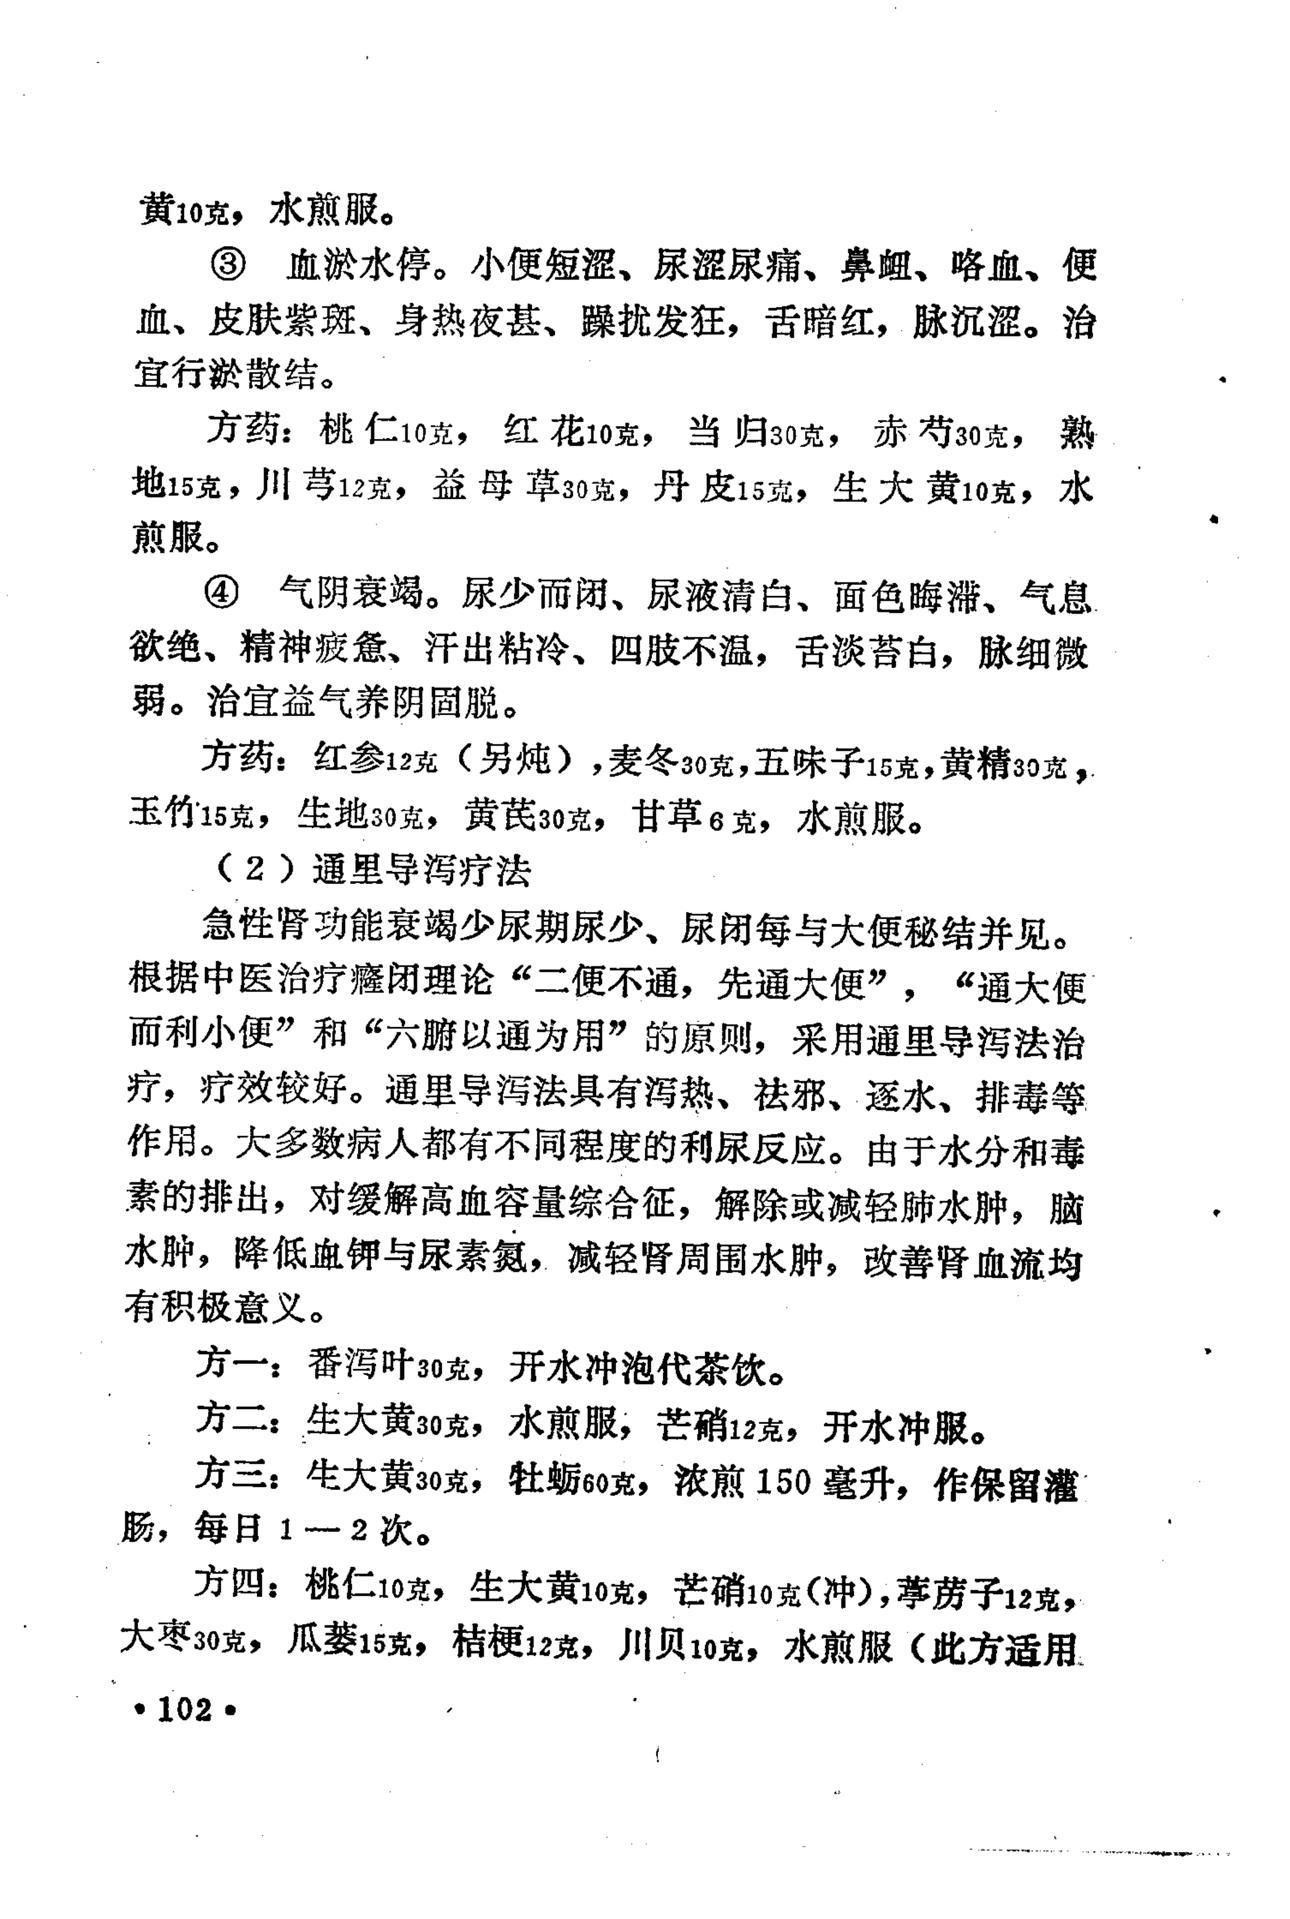 黄10克，水煎服。
③　血淤水停。小便短涩、尿涩尿痛、鼻衄、咯血、便
血、皮肤紫斑、身热夜甚、躁扰发狂，舌暗红，脉沉涩。治
宜行淤散结。
方药：桃仁10克，红花10克，当归30克，赤芍30克，熟
地15克，川芎12克，益母草30克，丹皮15克，生大黄10克，水
煎服。
④　气阴衰竭。尿少而闭、尿液清白、面色晦滞、气息
欲绝、精神疲惫、汗出粘冷、四肢不温，舌淡苔白，脉细微
弱。治宜益气养阴固脱。
方药：红参12克（另炖），麦冬30克，五味子15克，黄精30克，
玉竹15克，生地30克，黄芪30克，甘草6克，水煎服。
（2）通里导泻疗法
急性肾功能衰竭少尿期尿少、尿闭每与大便秘结并见。
根据中医治疗癃闭理论“二便不通，先通大便”，“通大便
而利小便”和“六腑以通为用”的原则，采用通里导泻法治
疗，疗效较好。通里导泻法具有泻热、祛邪、逐水、排毒等
作用。大多数病人都有不同程度的利尿反应。由于水分和毒
素的排出，对缓解高血容量综合征，解除或减轻肺水肿，脑
水肿，降低血钾与尿素氮，减轻肾周围水肿，改善肾血流均
有积极意义。
方一：番泻叶30克，开水冲泡代茶饮。
方二：生大黄30克，水煎服，芒硝12克，开水冲服。
方三：生大黄30克，牡蛎60克，浓煎150毫升，作保留灌
肠，每日1—2次。
方四：桃仁10克，生大黄10克，芒硝10克（冲），葶苈子12克，
大枣30克，瓜蒌15克，桔梗12克，川贝10克，水煎服（此方适用
•102•